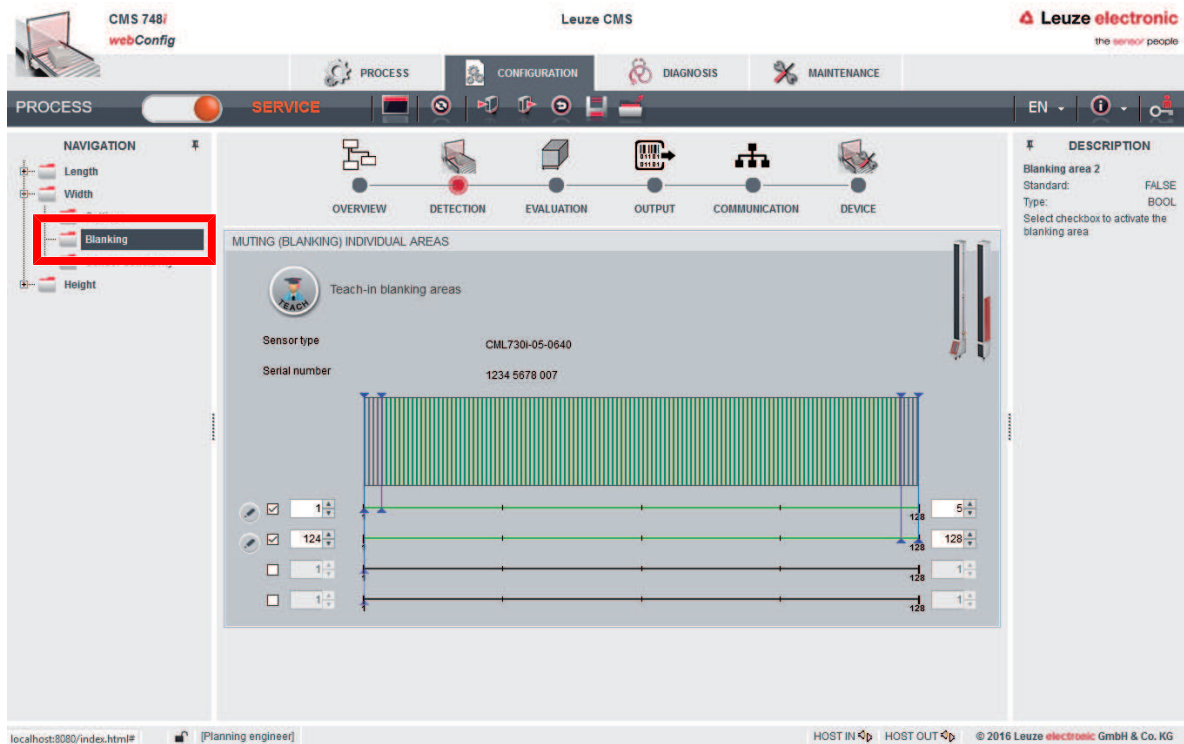 CMS 748i
webConfig
Leuze CMS
Leuze electronic
the sensor people
PROCESS
CONFIGURATION
DIAGNOSIS
MAINTENANCE
PROCESS
SERVICE
EN
NAVIGATION
Length
Width
Blanking
Height
OVERVIEW
DETECTION
EVALUATION
OUTPUT
COMMUNICATION
DEVICE
MUTING (BLANKING) INDIVIDUAL AREAS
TEACH
Teach-in blanking areas
Sensor type
CML730i-05-0640
Serial number
1234 5678 007
1
1
128
5
124
1
128
128
1
1
128
1
1
1
128
1
DESCRIPTION
Blanking area 2
Standard: FALSE
Type: BOOL
Select checkbox to activate the
blanking area
localhost:8080/index.html#
[Planning engineer]
HOST IN
HOST OUT
© 2016 Leuze electronic GmbH & Co. KG